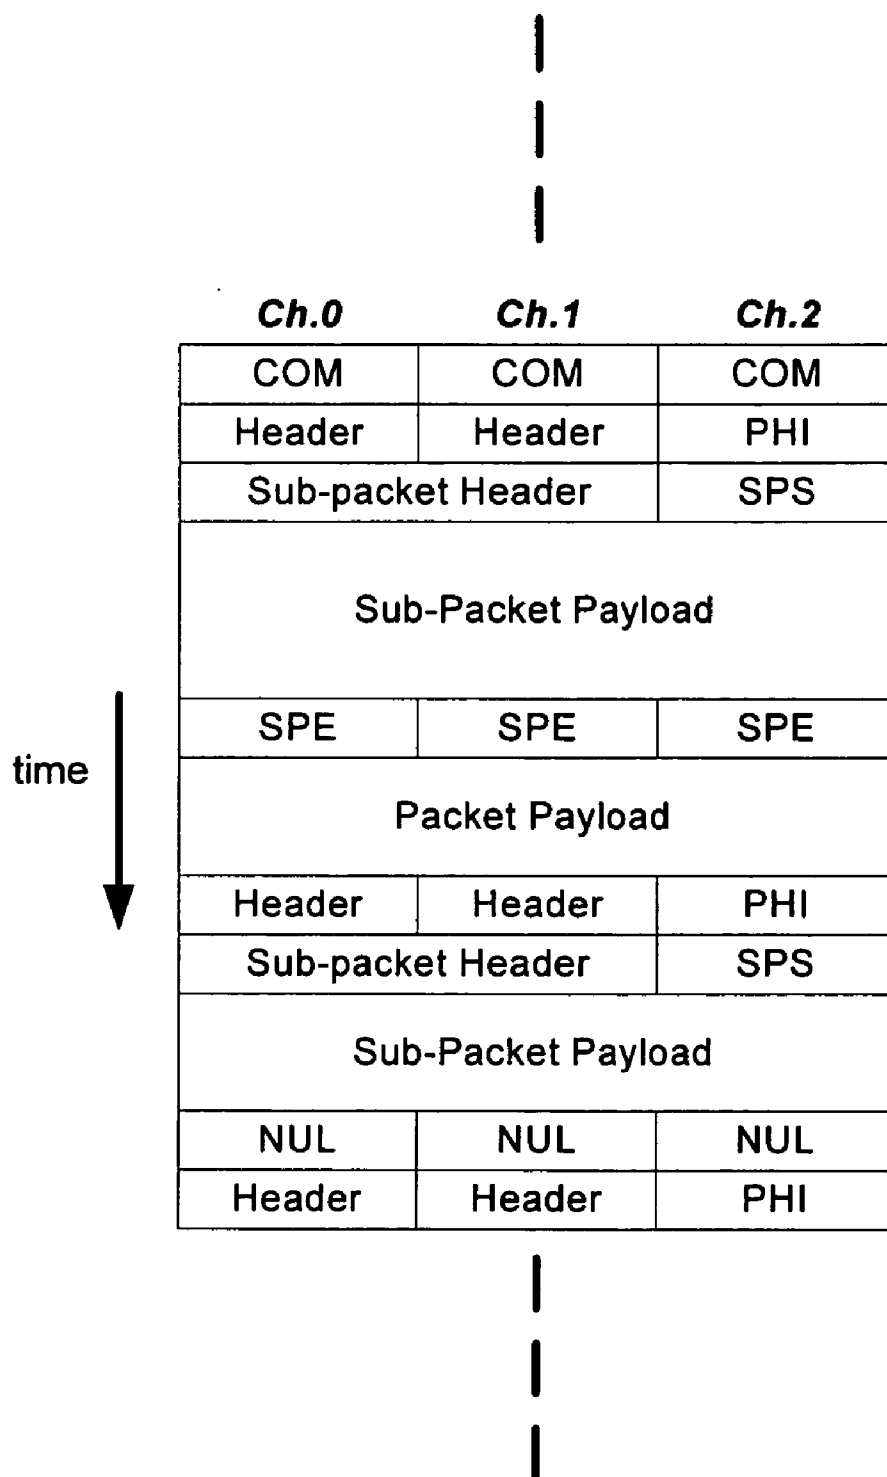 Ch.0 Ch.1 Ch.2
COM COM COM
Header Header PHI
Sub-packet Header SPS
Sub-Packet Payload
SPE SPE SPE
time
Packet Payload
Header Header PHI
Sub-packet Header SPS
Sub-Packet Payload
NUL NUL NUL
Header Header PHI